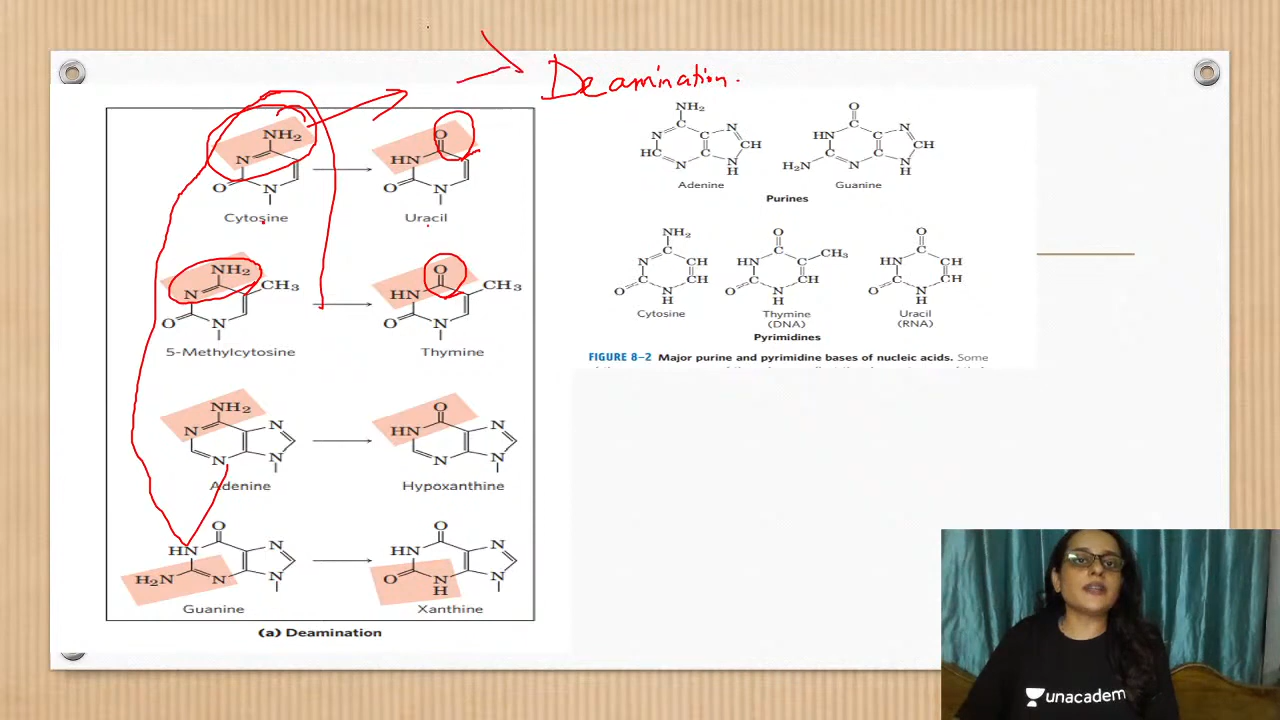 Deamination.
NH2
N
O
N
Cytosine
O
HN
O
N
Uracil
NH2
N
CH3
O
N
5-Methylcytosine
O
HN
CH3
O
N
Thymine
NH2
N
N
N
N
Adenine
O
HN
N
N
N
Hypoxanthine
O
HN
N
H2N
N
N
Guanine
O
HN
N
O
N
H
N
Xanthine
(a) Deamination
NH2
C
N
C
N
HC
C
CH
N
N
H
Adenine
O
C
HN
C
N
H2N
C
C
CH
N
N
H
Guanine
Purines
NH2
C
N
CH
C
CH
O
N
H
Cytosine
O
C
CH3
HN
C
C
CH
O
N
H
Thymine
(DNA)
O
C
HN
CH
C
CH
O
N
H
Uracil
(RNA)
Pyrimidines
FIGURE 8–2 Major purine and pyrimidine bases of nucleic acids. Some
unacadem